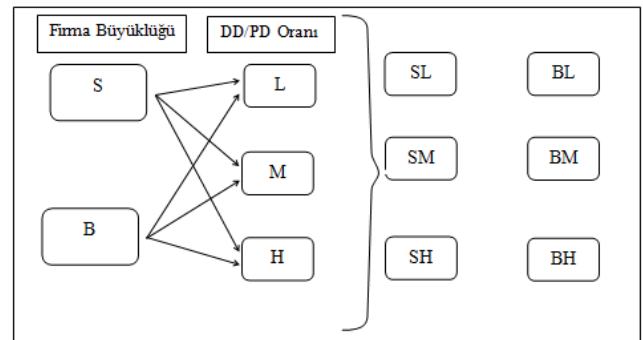 Firma Büyüklüğü
DD/PD Oranı
S
L
SL
BL
M
SM
BM
B
H
SH
BH